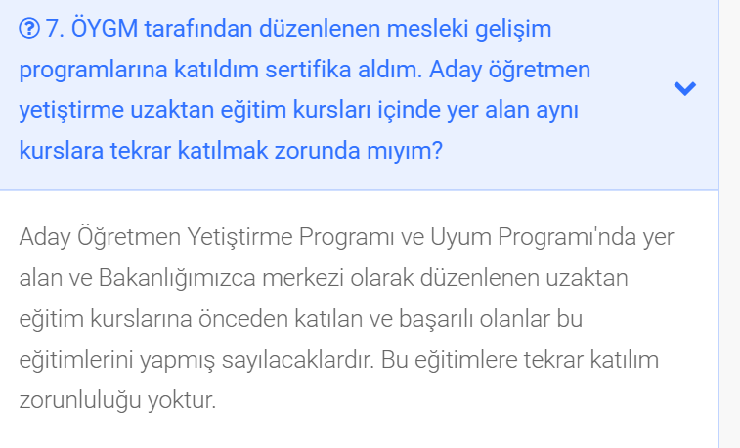 7. ÖYGM tarafından düzenlenen mesleki gelişim
programlarına katıldım sertifika aldım. Aday öğretmen
yetiştirme uzaktan eğitim kursları içinde yer alan aynı
kurslara tekrar katılmak zorunda mıyım?
Aday Öğretmen Yetiştirme Programı ve Uyum Programı'nda yer
alan ve Bakanlığımızca merkezi olarak düzenlenen uzaktan
eğitim kurslarına önceden katılan ve başarılı olanlar bu
eğitimlerini yapmış sayılacaklardır. Bu eğitimlere tekrar katılım
zorunluluğu yoktur.